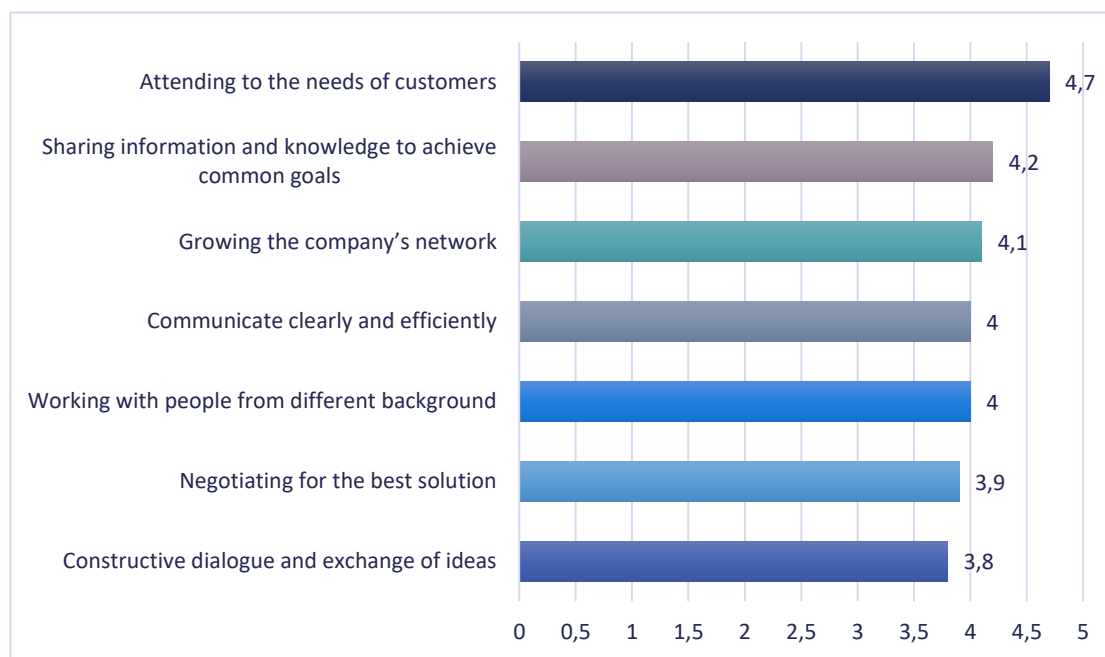 Attending to the needs of customers
4,7
Sharing information and knowledge to achieve
common goals
4,2
Growing the company’s network
4,1
Communicate clearly and efficiently
4
Working with people from different background
4
Negotiating for the best solution
3,9
Constructive dialogue and exchange of ideas
3,8
0 0,5 1 1,5 2 2,5 3 3,5 4 4,5 5